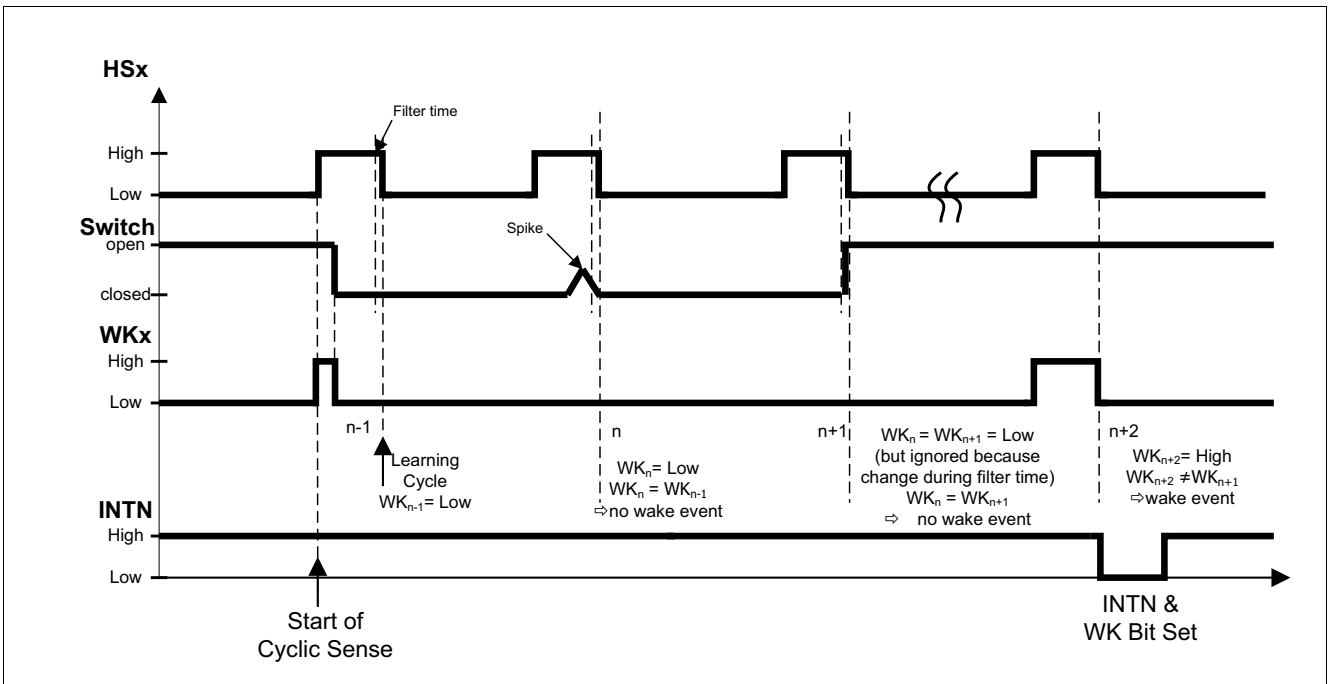 HSx
Filter time
High
Low
Switch
open
Spike
closed
WKx
High
Low
n-1
Learning
Cycle
WKn-1= Low
n
WKn= Low
WKn = WKn-1
⇨no wake event
n+1
WKn = WKn+1 = Low
(but ignored because
change during filter time)
WKn = WKn+1
⇨ no wake event
n+2
WKn+2= High
WKn+2 ≠WKn+1
⇨wake event
INTN
High
Low
Start of
Cyclic Sense
INTN &
WK Bit Set